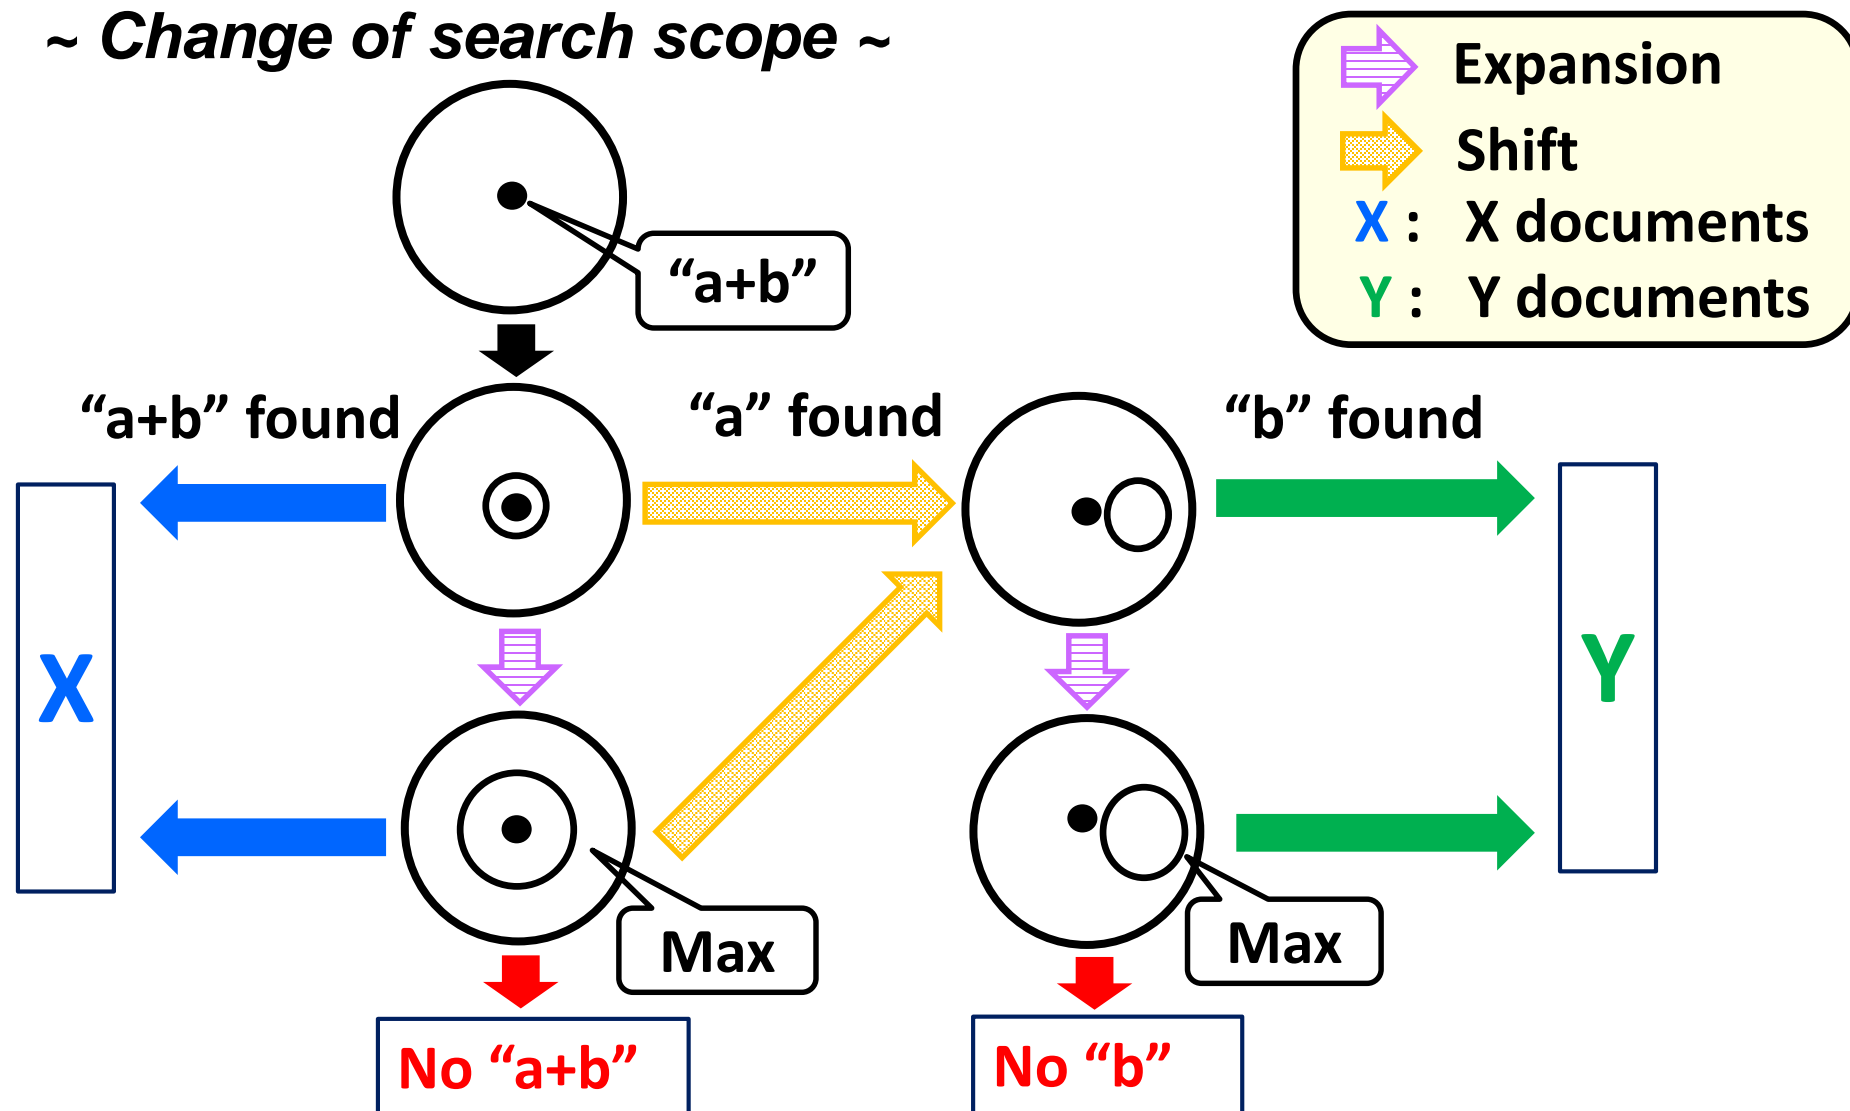 ~ Change of search scope ~
Expansion
Shift
X : X documents
Y : Y documents
“a+b”
“a+b” found
“a” found
“b” found
X
Y
Max
Max
No “a+b”
No “b”